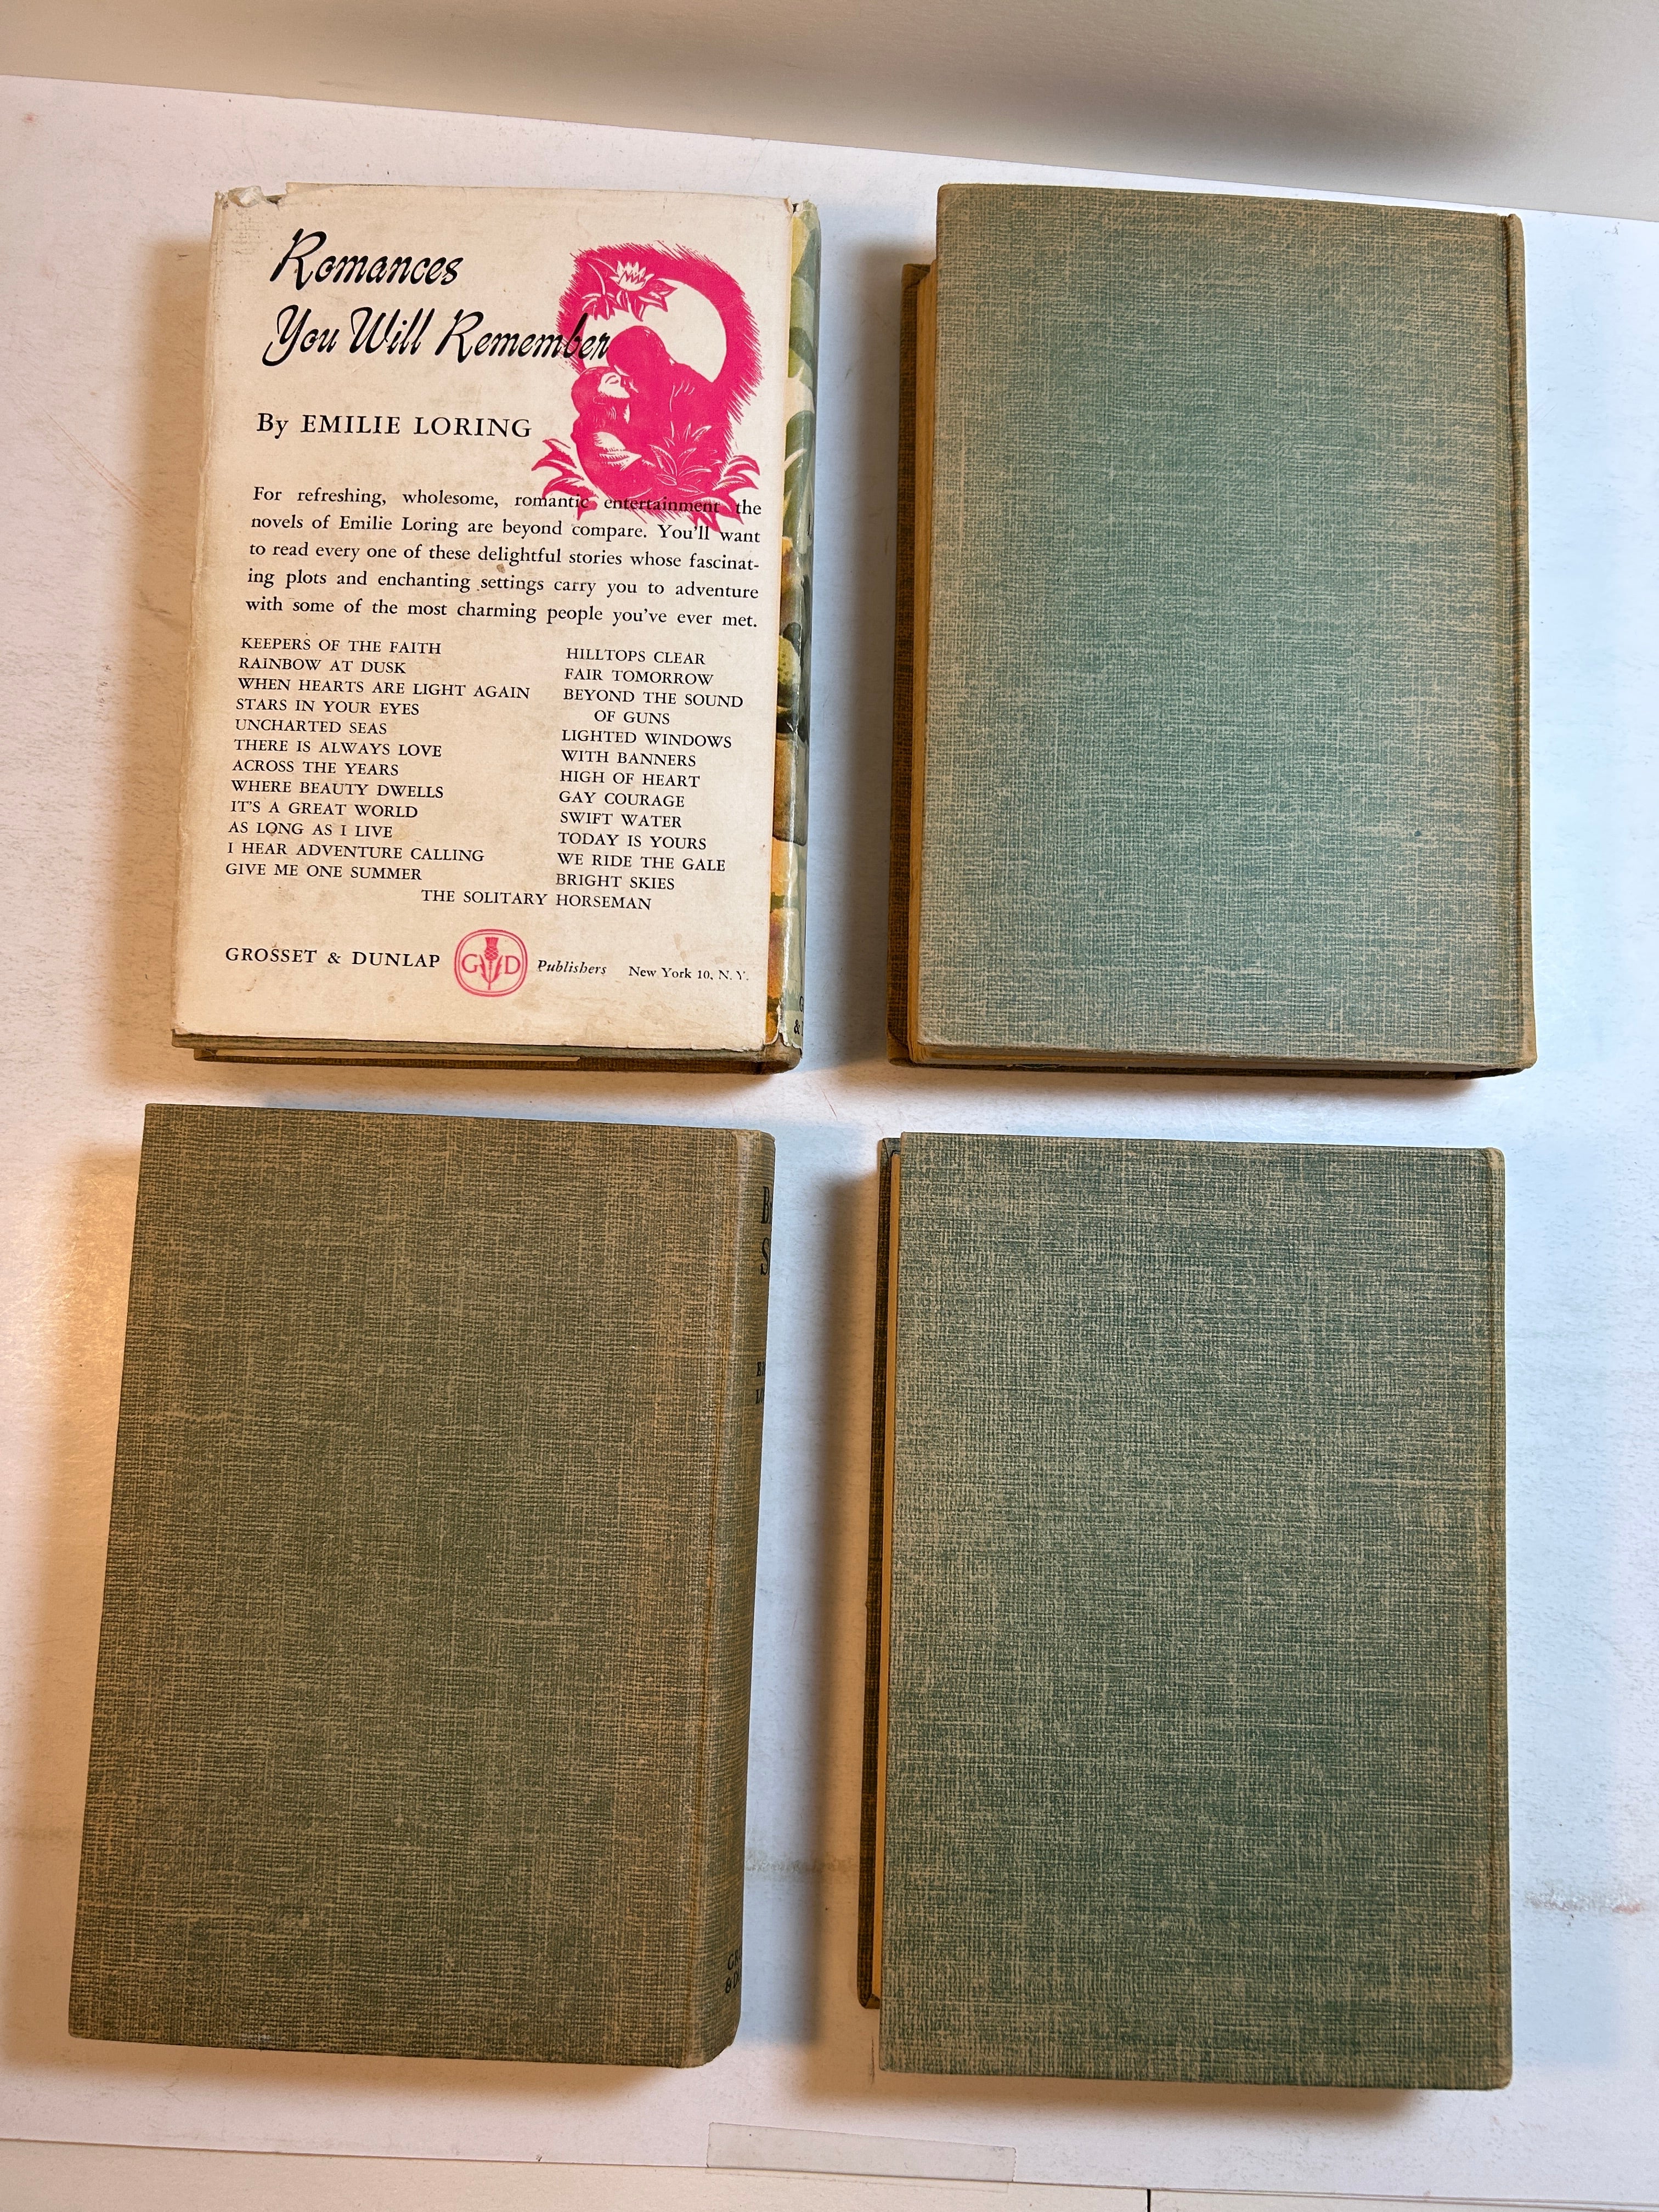 Romances
You Will Remember
By EMILIE LORING
For refreshing, wholesome, romantic entertainment the
novels of Emilie Loring are beyond compare. You'll want
to read every one of these delightful stories whose fascinat-
ing plots and enchanting settings carry you to adventure
with some of the most charming people you've ever met.
KEEPERS OF THE FAITH
RAINBOW AT DUSK
WHEN HEARTS ARE LIGHT AGAIN
STARS IN YOUR EYES
UNCHARTED SEAS
THERE IS ALWAYS LOVE
ACROSS THE YEARS
WHERE BEAUTY DWELLS
IT'S A GREAT WORLD
AS LONG AS I LIVE
I HEAR ADVENTURE CALLING
GIVE ME ONE SUMMER
HILLTOPS CLEAR
FAIR TOMORROW
BEYOND THE SOUND
OF GUNS
LIGHTED WINDOWS
WITH BANNERS
HIGH OF HEART
GAY COURAGE
SWIFT WATER
TODAY IS YOURS
WE RIDE THE GALE
BRIGHT SKIES
THE SOLITARY HORSEMAN
GROSSET & DUNLAP G D Publishers New York 10, N. Y.